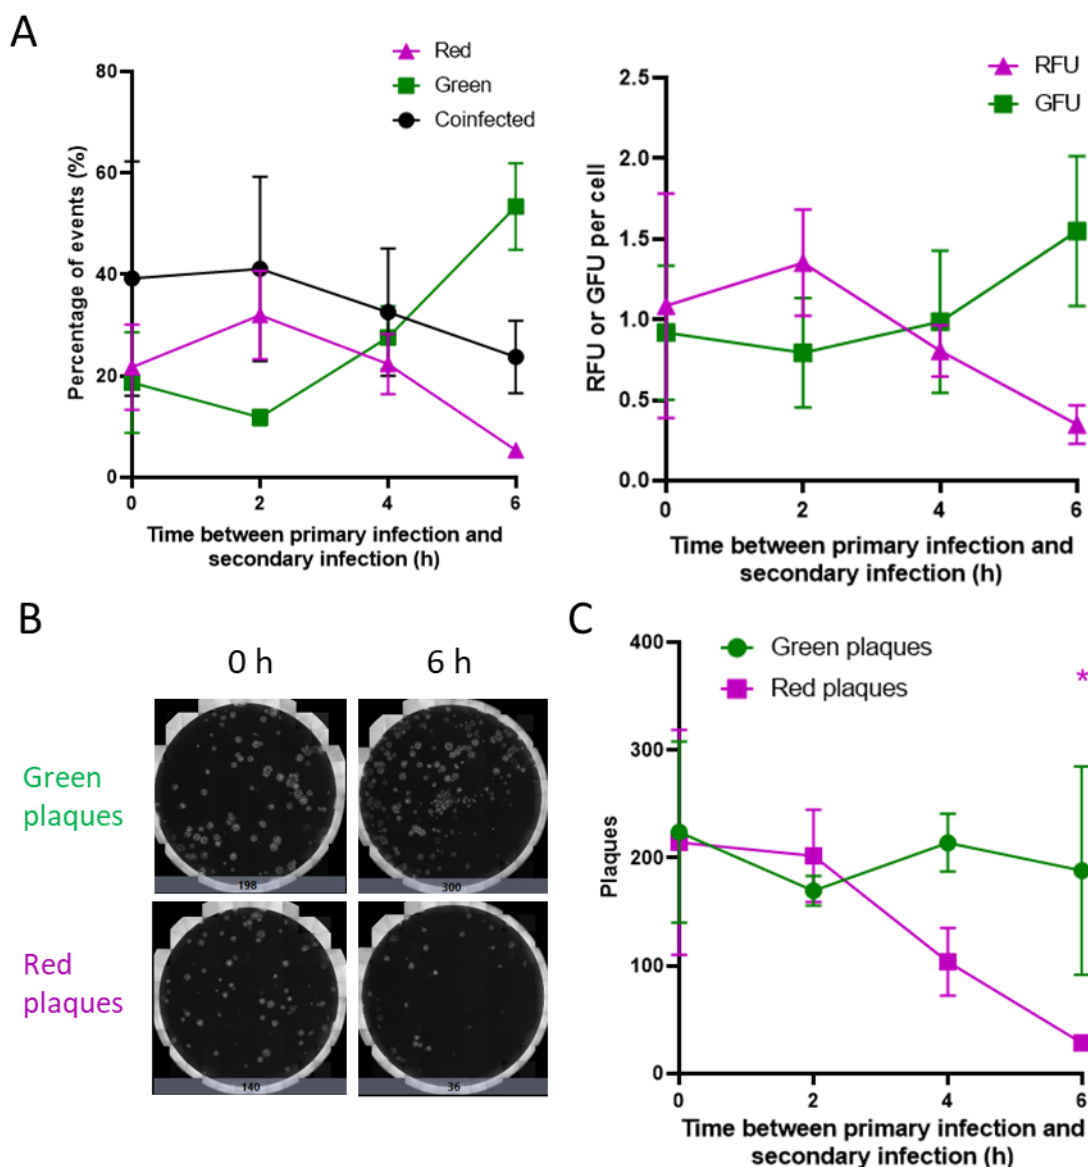 A
Red
Green
Coinfected
80
60
40
20
0
0 2 4 6
Percentage of events (%)
Time between primary infection and
secondary infection (h)
RFU
GFU
2.5
2.0
1.5
1.0
0.5
0.0
0 2 4 6
RFU or GFU per cell
Time between primary infection and
secondary infection (h)
B
0 h 6 h
Green
plaques
198 300
Red
plaques
140 36
C
Green plaques
Red plaques
*
400
300
200
100
0
0 2 4 6
Plaques
Time between primary infection and
secondary infection (h)